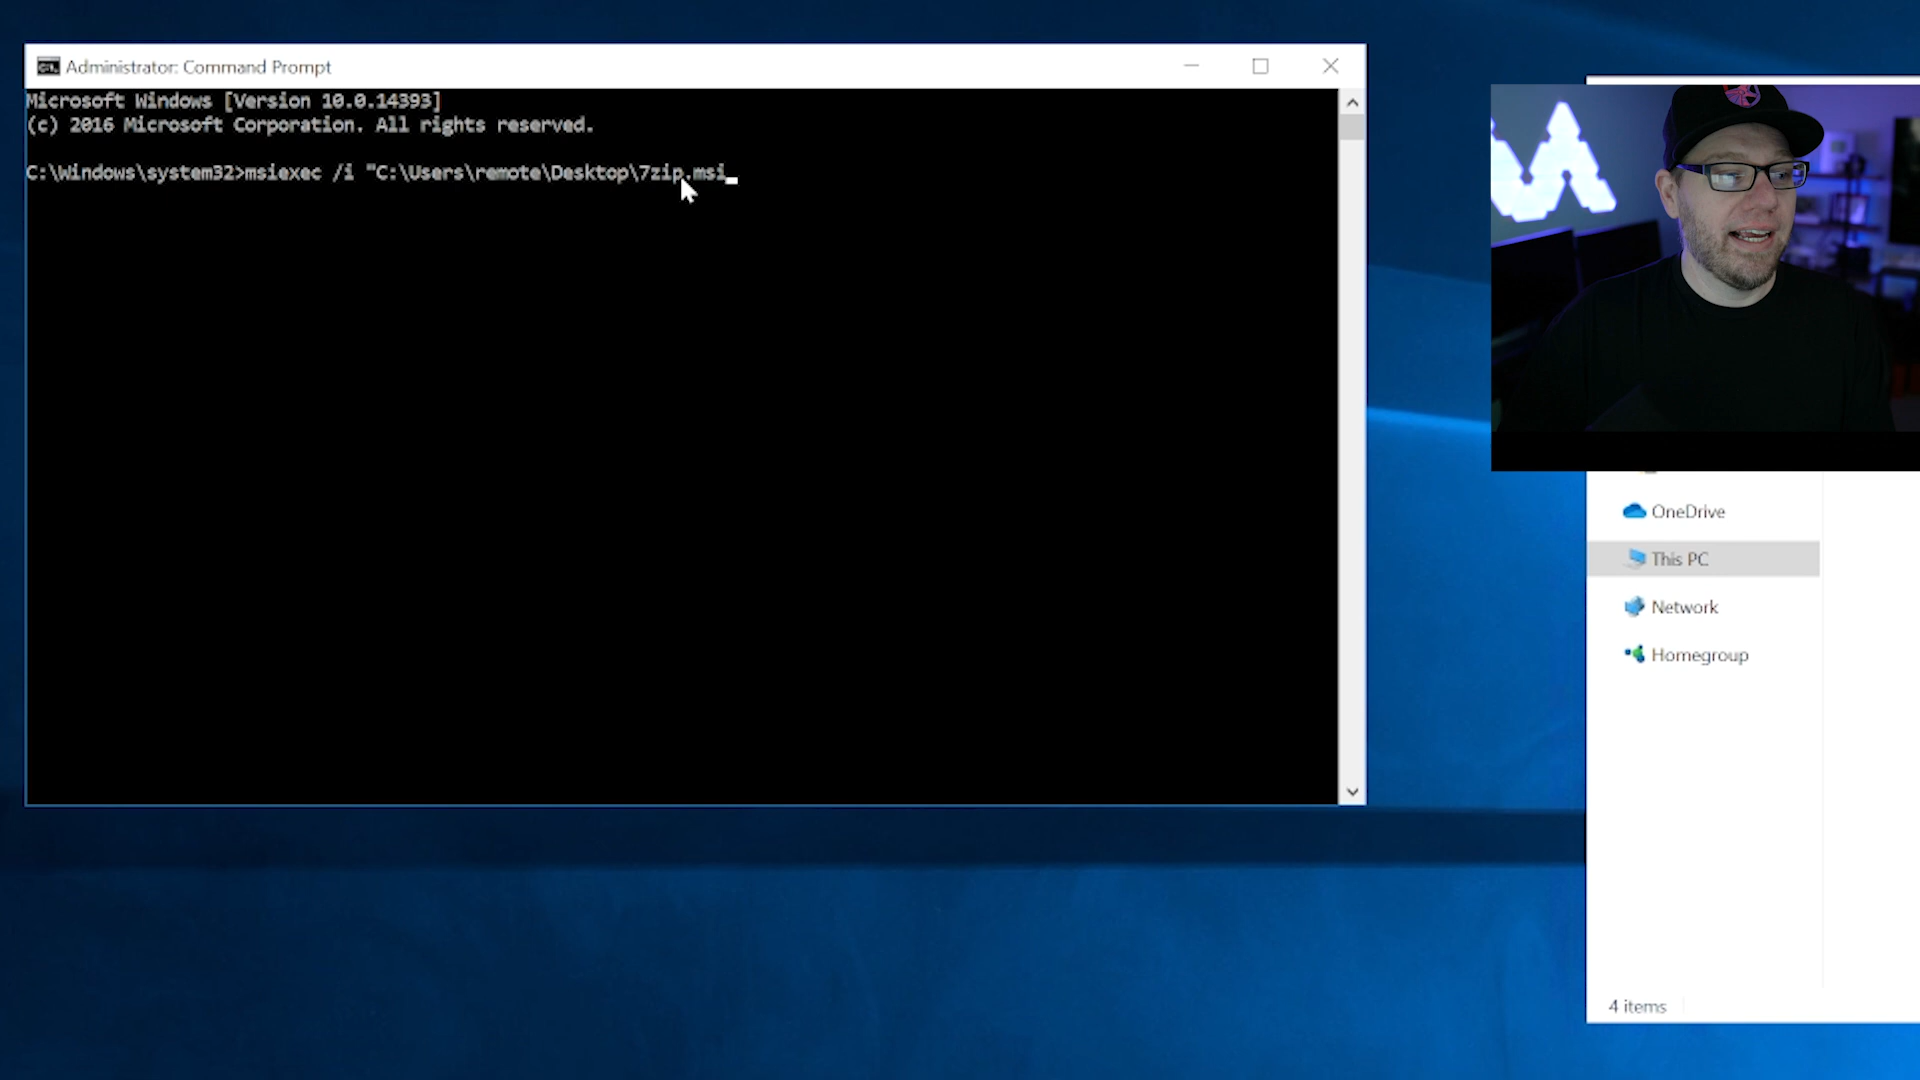 Administrator: Command Prompt
Microsoft Windows [Version 10.0.14393]
(c) 2016 Microsoft Corporation. All rights reserved.
C:\Windows\system32>msiexec /i "C:\Users\remote\Desktop\7zip.msi
OneDrive
This PC
Network
Homegroup
4 items